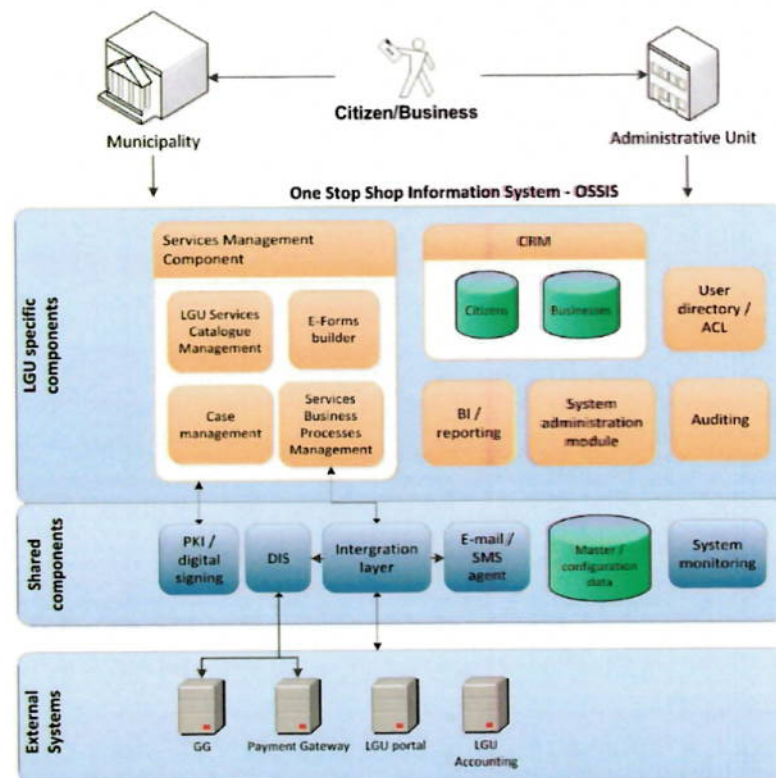 Citizen/Business
Municipality
Administrative Unit
One Stop Shop Information System - OSSIS
LGU specific
components
Services Management
Component
LGU Services
Catalogue
Management
E-Forms
builder
Case
management
Services
Business
Processes
Management
CRM
Citizens
Businesses
User
directory /
ACL
BI /
reporting
System
administration
module
Auditing
Shared
components
PKI /
digital
signing
DIS
Intergration
layer
E-mail /
SMS
agent
Master /
configuration
data
System
monitoring
External
Systems
GG
Payment Gateway
LGU portal
LGU
Accounting